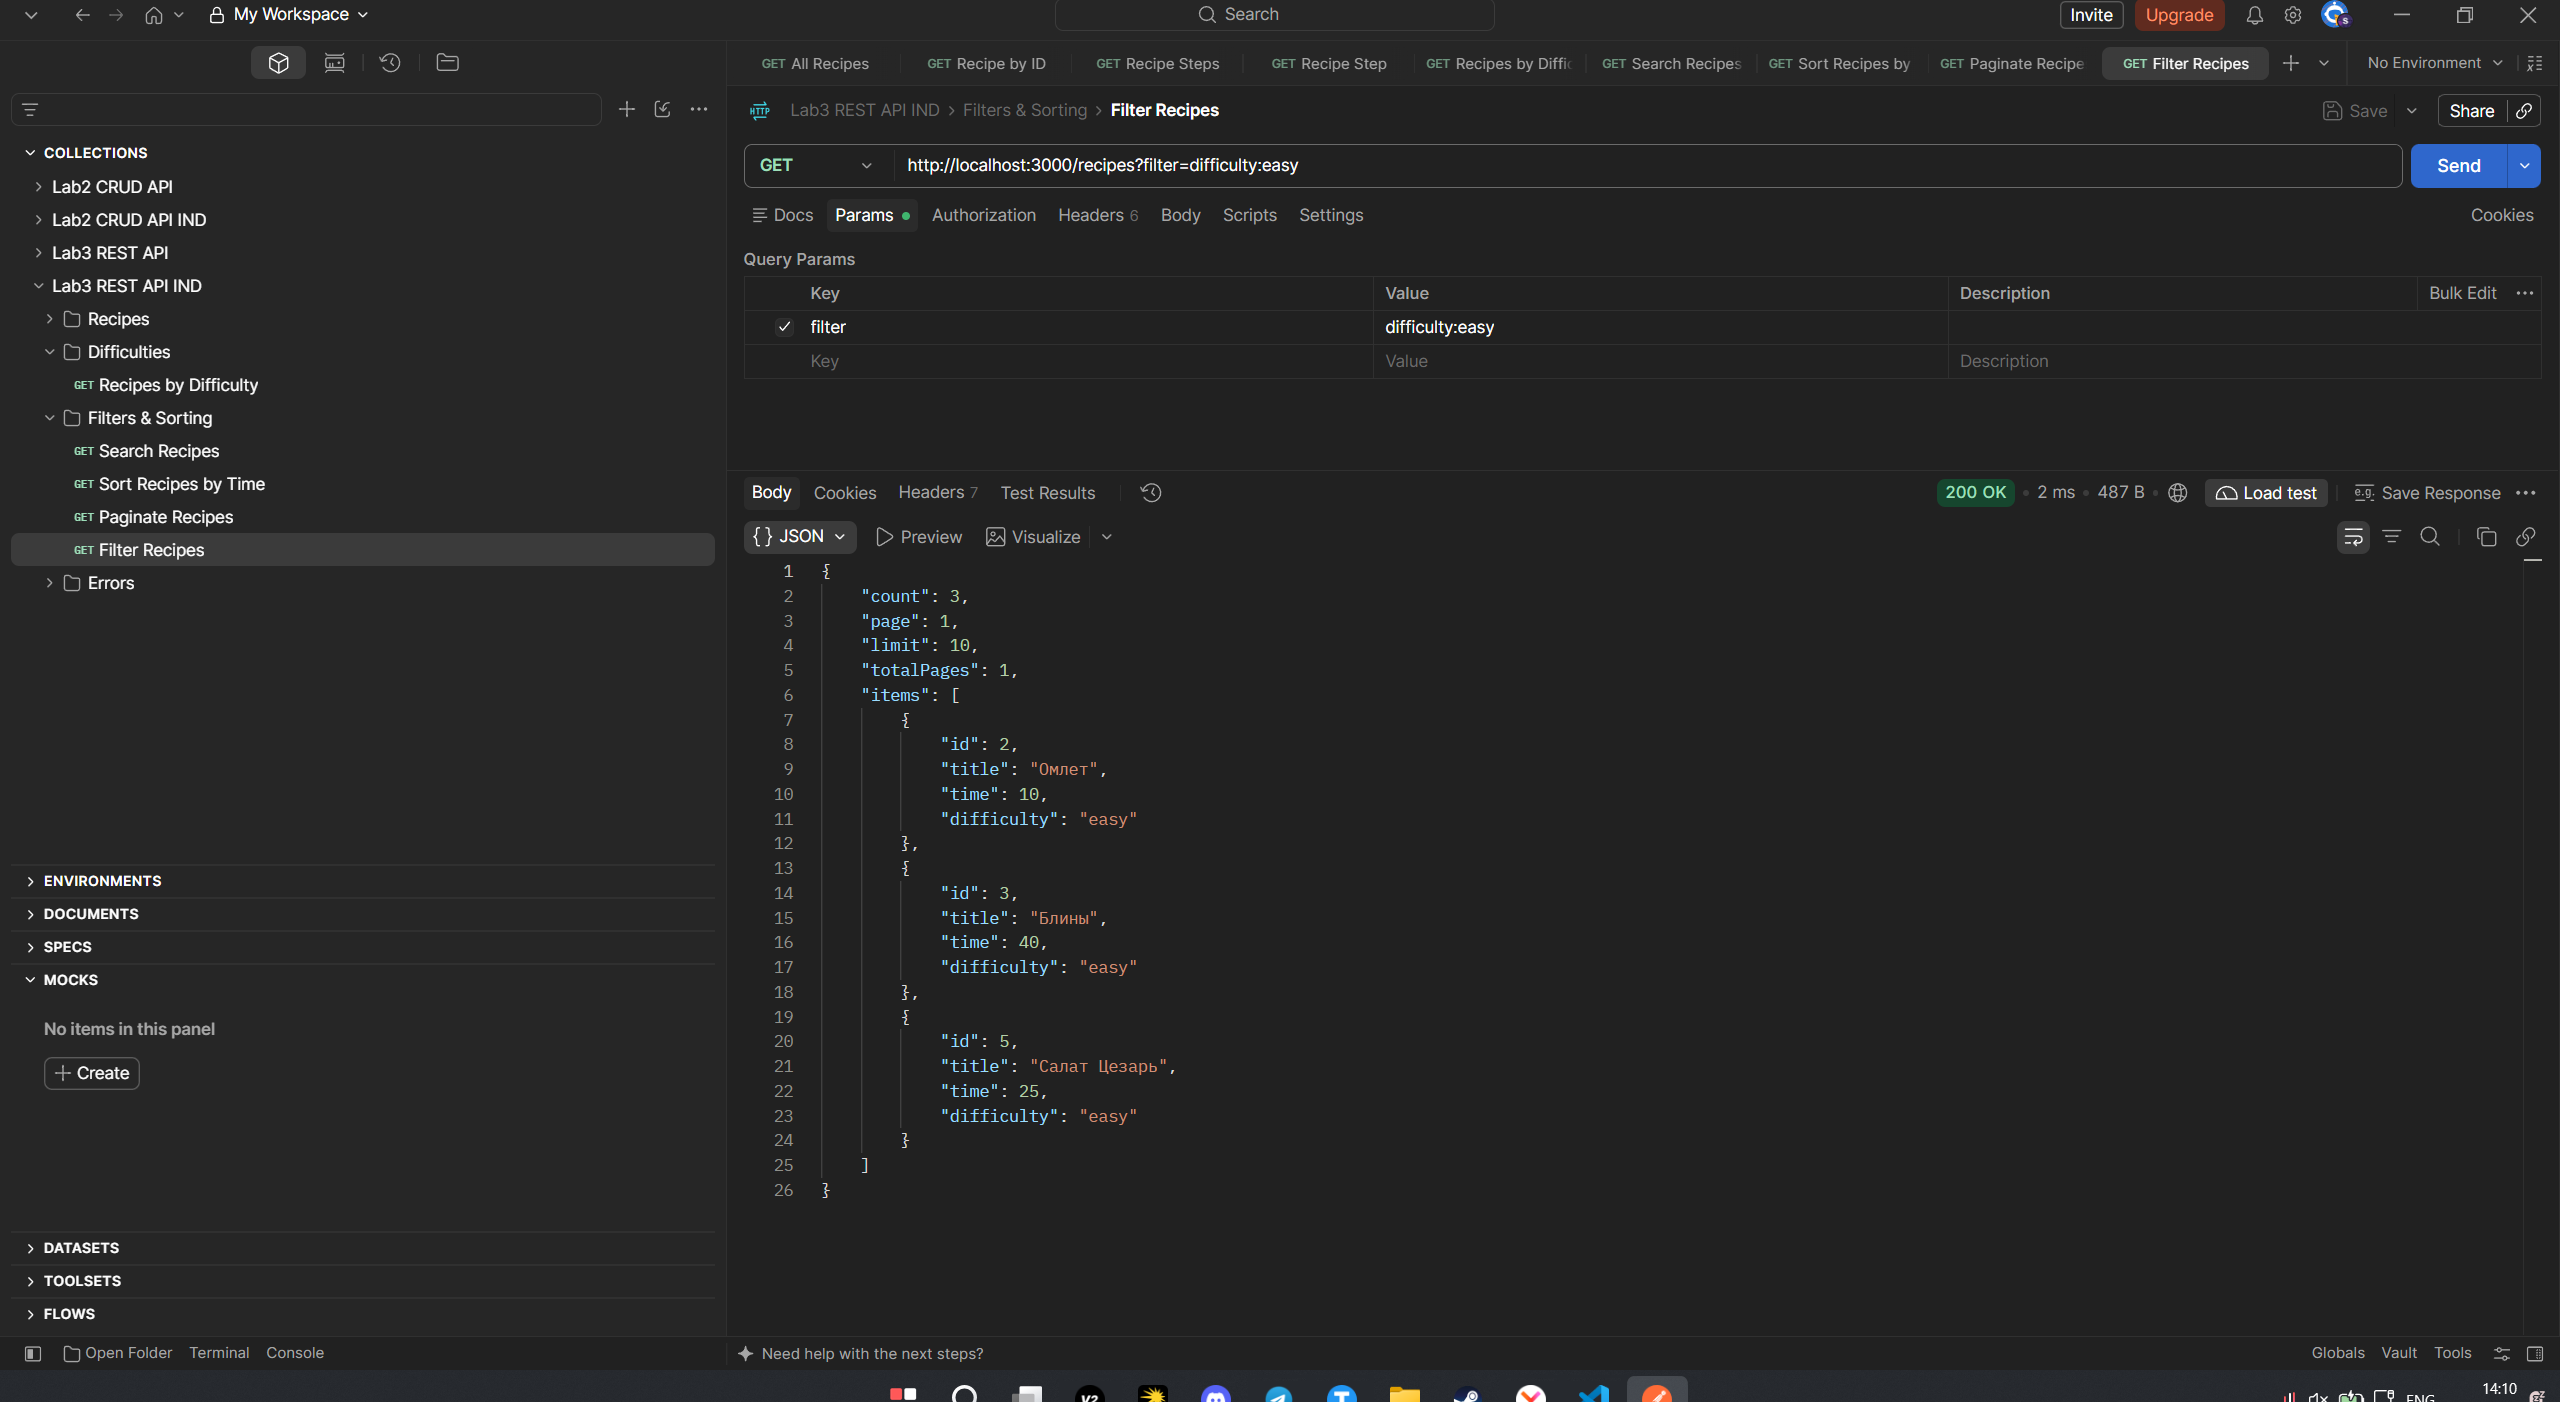 My Workspace
Search
Invite
Upgrade
GET All Recipes
GET Recipe by ID
GET Recipe Steps
GET Recipe Step
GET Recipes by Diffic
GET Search Recipes
GET Sort Recipes by
GET Paginate Recipe
GET Filter Recipes
No Environment
COLLECTIONS
Lab2 CRUD API
Lab2 CRUD API IND
Lab3 REST API
Lab3 REST API IND
Recipes
Difficulties
GET Recipes by Difficulty
Filters & Sorting
GET Search Recipes
GET Sort Recipes by Time
GET Paginate Recipes
GET Filter Recipes
Errors
ENVIRONMENTS
DOCUMENTS
SPECS
MOCKS
No items in this panel
Create
DATASETS
TOOLSETS
FLOWS
HTTP Lab3 REST API IND > Filters & Sorting > Filter Recipes
Save
Share
GET http://localhost:3000/recipes?filter=difficulty:easy
Send
Docs Params Authorization Headers 6 Body Scripts Settings
Cookies
Query Params
Key Value Description Bulk Edit
filter difficulty:easy
Key Value Description
Body Cookies Headers 7 Test Results
200 OK 2 ms 487 B Load test e.g. Save Response
{} JSON Preview Visualize
1 {
2 "count": 3,
3 "page": 1,
4 "limit": 10,
5 "totalPages": 1,
6 "items": [
7 {
8 "id": 2,
9 "title": "Омлет",
10 "time": 10,
11 "difficulty": "easy"
12 },
13 {
14 "id": 3,
15 "title": "Блины",
16 "time": 40,
17 "difficulty": "easy"
18 },
19 {
20 "id": 5,
21 "title": "Салат Цезарь",
22 "time": 25,
23 "difficulty": "easy"
24 }
25 ]
26 }
Open Folder Terminal Console
Need help with the next steps?
Globals Vault Tools
ENG
14:10